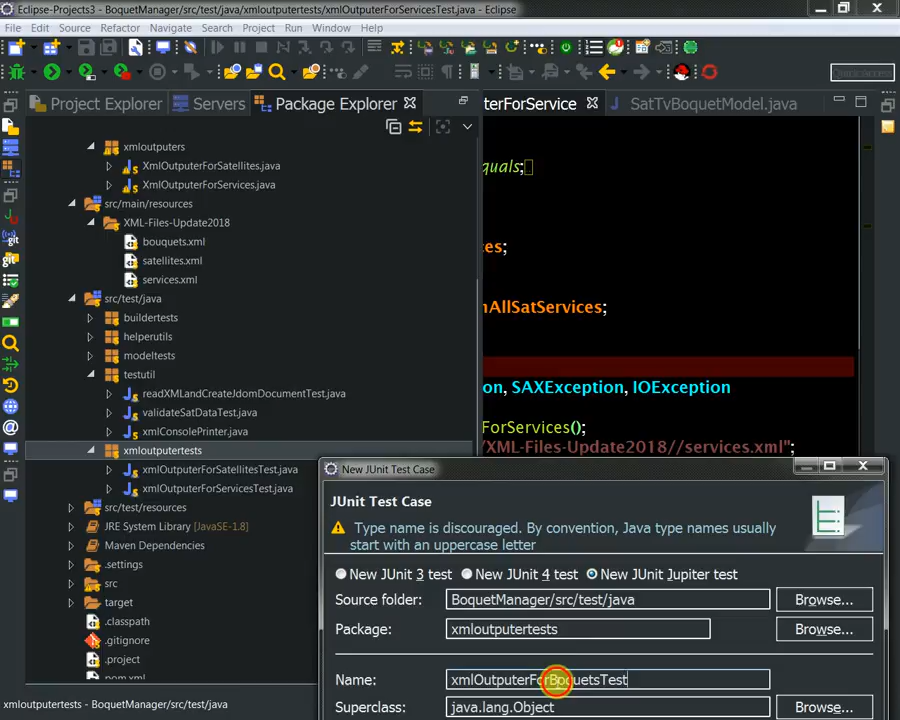 Eclipse-Projects3 - BoquetManager/src/test/java/xmloutputertests/xmlOutputerForServicesTest.java - Eclipse
File Edit Source Refactor Navigate Search Project Run Window Help
Project Explorer Servers Package Explorer terForService SatTvBoquetModel.java
xmloutputers
XmlOutputerForSatellites.java
XmlOutputerForServices.java
src/main/resources
XML-Files-Update2018
bouquets.xml
satellites.xml
services.xml
src/test/java
buildertests
helperutils
modeltests
testutil
readXMLandCreateJdomDocumentTest.java
validateSatDataTest.java
xmlConsolePrinter.java
xmloutputertests
xmlOutputerForSatellitesTest.java
xmlOutputerForServicesTest.java
src/test/resources
JRE System Library [JavaSE-1.8]
Maven Dependencies
.settings
src
target
.classpath
.gitignore
.project
pom.xml
quals;
es;
nAllSatServices;
on, SAXException, IOException
ForServices();
/XML-Files-Update2018//services.xml";
New JUnit Test Case
JUnit Test Case
Type name is discouraged. By convention, Java type names usually
start with an uppercase letter
New JUnit 3 test New JUnit 4 test New JUnit Jupiter test
Source folder: BoquetManager/src/test/java Browse...
Package: xmloutputertests Browse...
Name: xmlOutputerForBoquetsTest
Superclass: java.lang.Object Browse...
xmloutputertests - BoquetManager/src/test/java